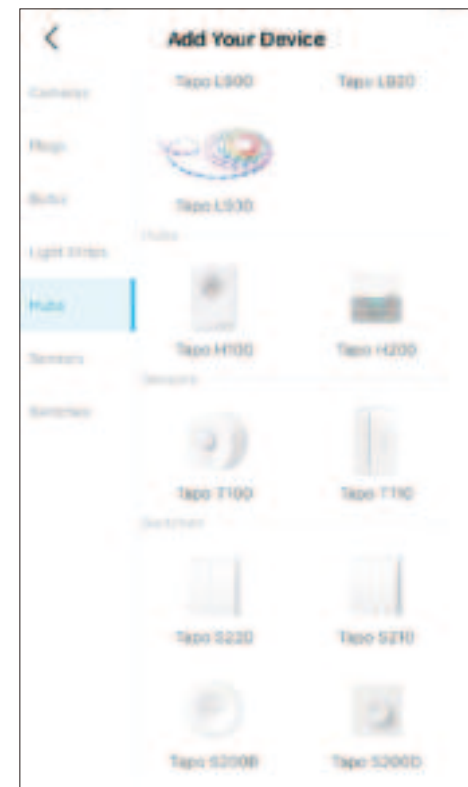 Add Your Device
Cameras
Plugs
Bulbs
Light Strips
Hubs
Sensors
Switches
Tapo L900 Tapo L920
Tapo L930
Hubs
Tapo H100 Tapo H200
Sensors
Tapo T100 Tapo T110
Switches
Tapo S220 Tapo S210
Tapo S200B Tapo S200D